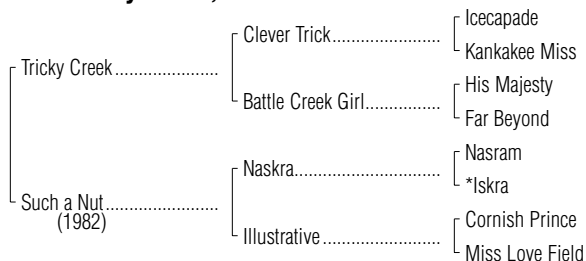 Icecapade
Clever Trick
Kankakee Miss
Tricky Creek
His Majesty
Battle Creek Girl
Far Beyond
Nasram
Naskra
*Iskra
Such a Nut
(1982)
Cornish Prince
Illustrative
Miss Love Field